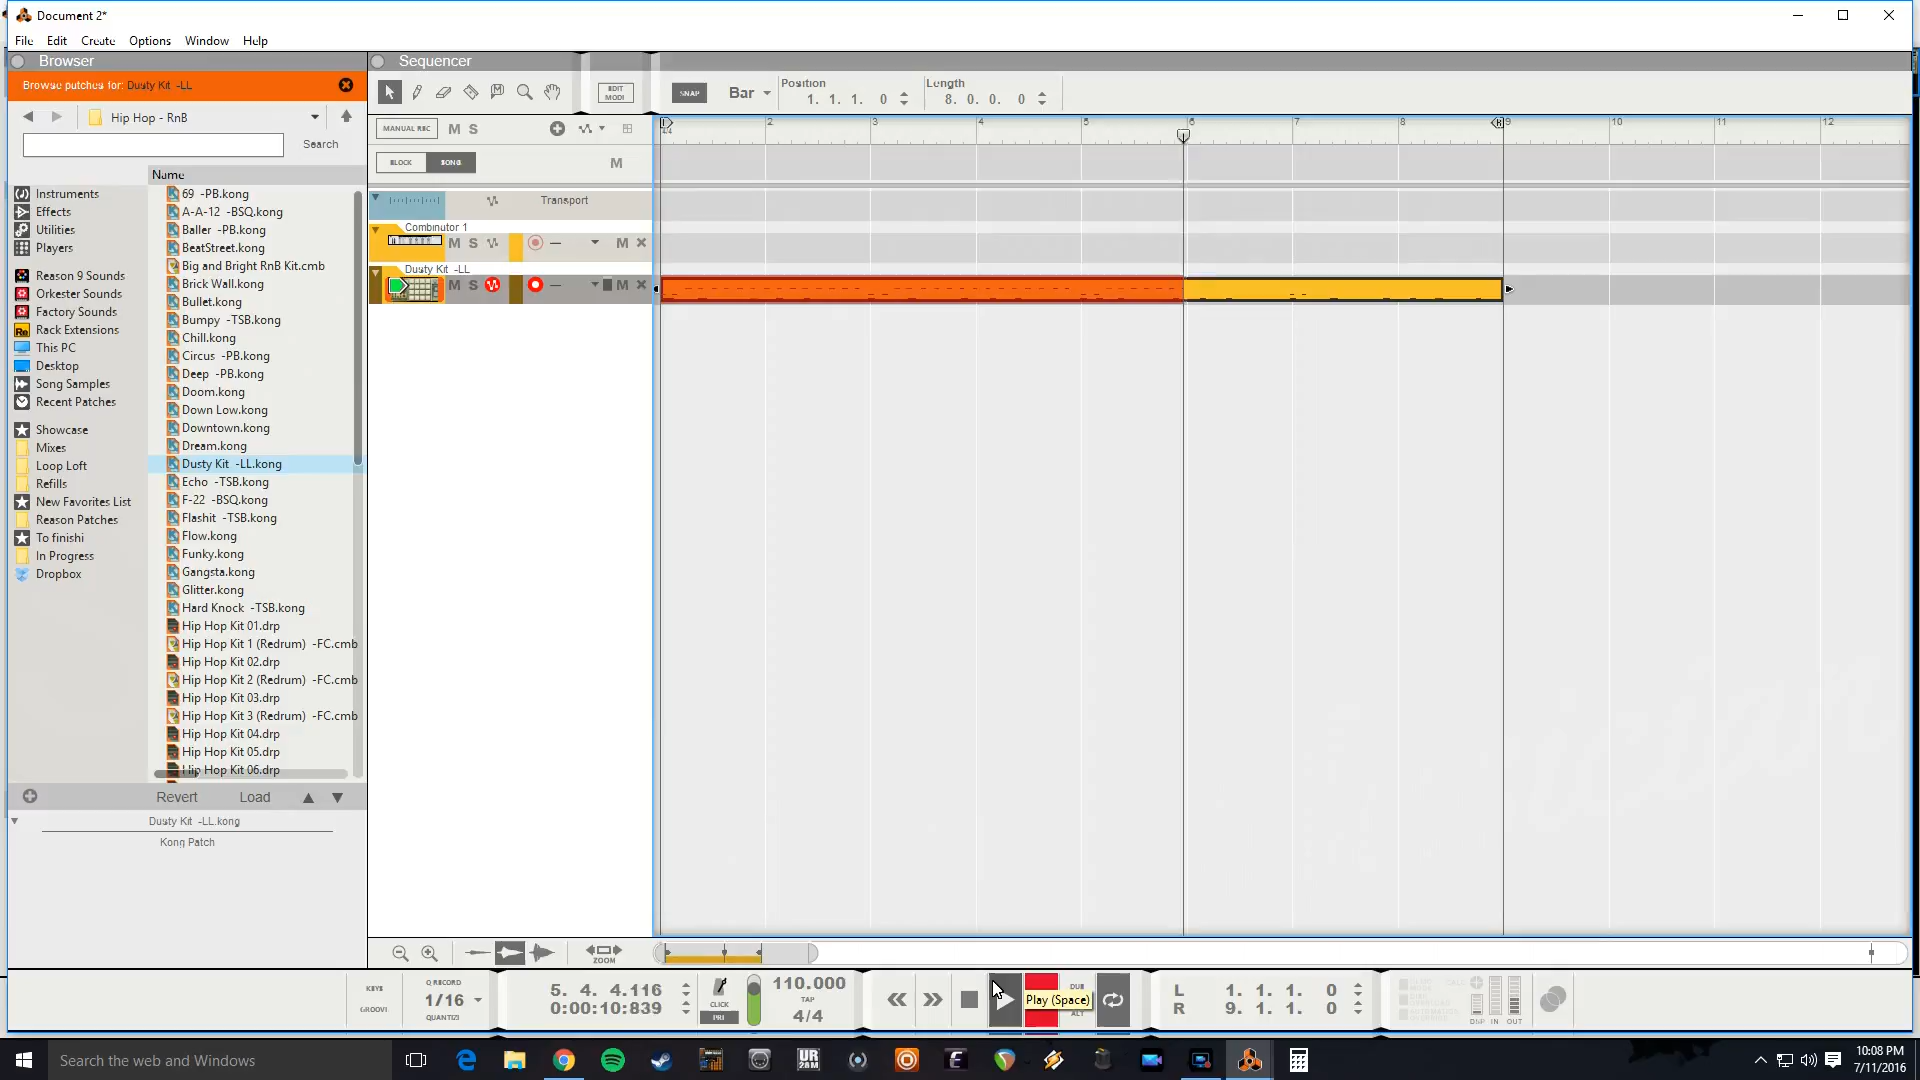 Document 2*
File Edit Create Options Window Help
Browser
Browse patches for: Dusty Kit -LL
Hip Hop - RnB
Search
Name
Instruments
Effects
Utilities
Players
Reason 9 Sounds
Orkester Sounds
Factory Sounds
Rack Extensions
This PC
Desktop
Song Samples
Recent Patches
Showcase
Mixes
Loop Loft
Refills
New Favorites List
Reason Patches
To finishi
In Progress
Dropbox
69 -PB.kong
A-A-12 -BSQ.kong
Baller -PB.kong
BeatStreet.kong
Big and Bright RnB Kit.cmb
Brick Wall.kong
Bullet.kong
Bumpy -TSB.kong
Chill.kong
Circus -PB.kong
Deep -PB.kong
Doom.kong
Down Low.kong
Downtown.kong
Dream.kong
Dusty Kit -LL.kong
Echo -TSB.kong
F-22 -BSQ.kong
Flashit -TSB.kong
Flow.kong
Funky.kong
Gangsta.kong
Glitter.kong
Hard Knock -TSB.kong
Hip Hop Kit 01.drp
Hip Hop Kit 1 (Redrum) -FC.cmb
Hip Hop Kit 02.drp
Hip Hop Kit 2 (Redrum) -FC.cmb
Hip Hop Kit 03.drp
Hip Hop Kit 3 (Redrum) -FC.cmb
Hip Hop Kit 04.drp
Hip Hop Kit 05.drp
Hip Hop Kit 06.drp
Revert Load
Dusty Kit -LL.kong
Kong Patch
Sequencer
EDIT MIDI
SNAP Bar
Position
1. 1. 1. 0
Length
8. 0. 0. 0
MANUAL REC M S
BLOCK SONG M
4/4 2 3 4 5 6 7 8 9 10 11 12
L R
Transport
Combinator 1
M S M
Dusty Kit -LL
M S M
ZOOM
KEYS
GROOVE
Q RECORD
1/16
QUANTIZE
5. 4. 4.116
0:00:10:839
CLICK
PRE
110.000
TAP
4/4
Play (Space)
DUB
ALT
L 1. 1. 1. 0
R 9. 1. 1. 0
DSP IN OUT
Search the web and Windows
UR
28M
10:08 PM
7/11/2016